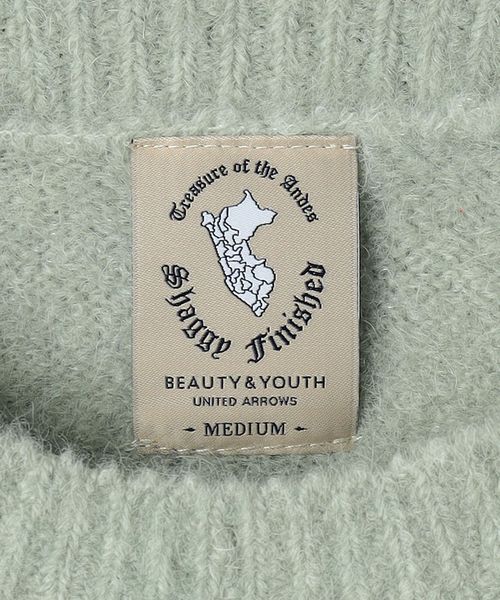 Treasure of the Andes
Shaggy Finished
BEAUTY & YOUTH
UNITED ARROWS
- MEDIUM -